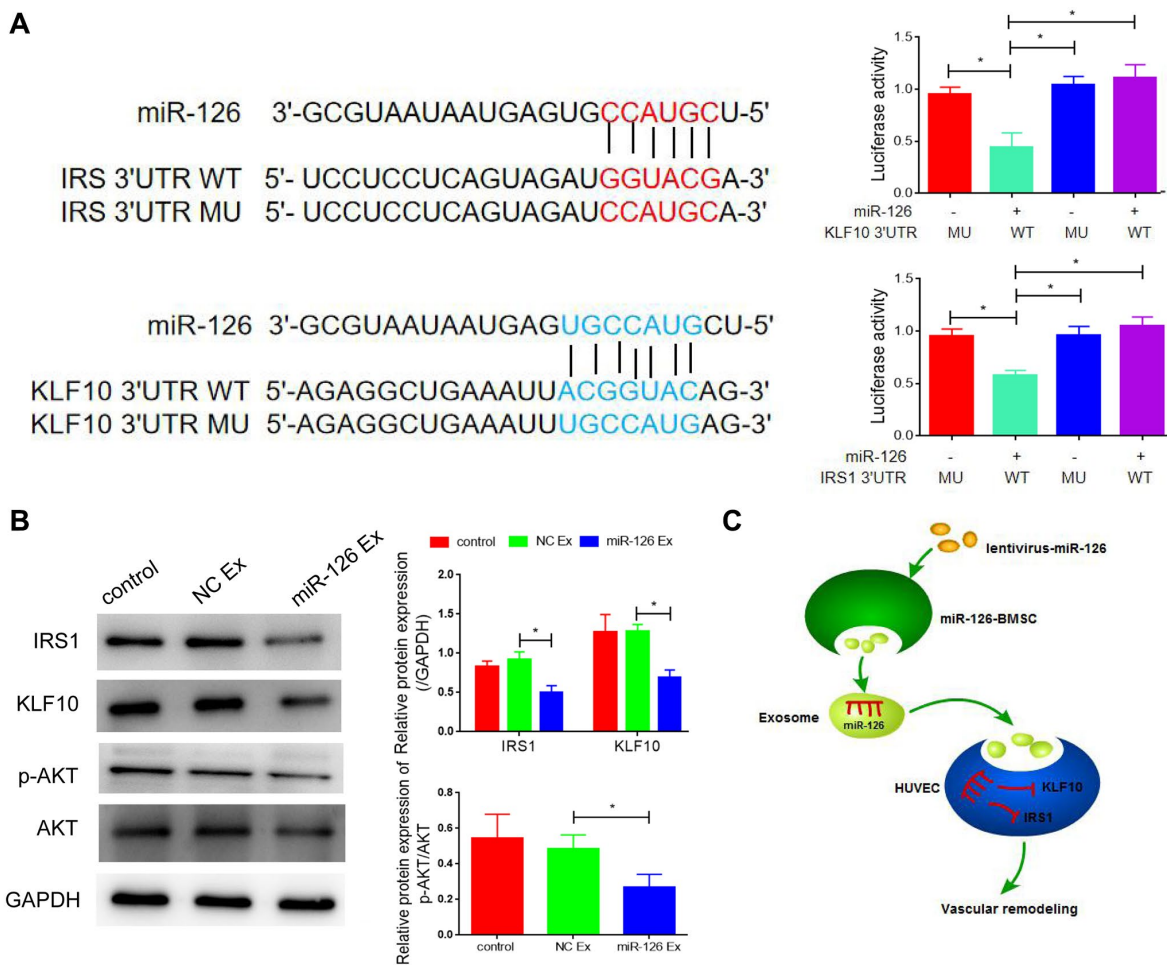 A
miR-126 3'-GCGUAAUAAUGAGUGCCAUGCU-5'
IRS 3'UTR WT 5'- UCCUCCUCAGUAGAUGGUACGA-3'
IRS 3'UTR MU 5'- UCCUCCUCAGUAGAUCCAUGCA-3'
miR-126 3'-GCGUAAUAAUGAGUGCCAUGCU-5'
KLF10 3'UTR WT 5'-AGAGGCUGAAAUUACGGUACAG-3'
KLF10 3'UTR MU 5'-AGAGGCUGAAAUUUGCCAUGAG-3'
Luciferase activity
1.5
1.0
0.5
0.0
*
*
*
miR-126 - + - +
KLF10 3'UTR MU WT MU WT
Luciferase activity
1.5
1.0
0.5
0.0
*
*
*
miR-126 - + - +
IRS1 3'UTR MU WT MU WT
B
control NC Ex miR-126 Ex
IRS1
KLF10
p-AKT
AKT
GAPDH
control NC Ex miR-126 Ex
Relative protein expression
(/GAPDH)
2.0
1.5
1.0
0.5
0.0
*
*
IRS1 KLF10
Relative protein expression of
p-AKT/AKT
0.8
0.6
0.4
0.2
0.0
*
control NC Ex miR-126 Ex
C
lentivirus-miR-126
miR-126-BMSC
Exosome
miR-126
HUVEC
KLF10
IRS1
Vascular remodeling